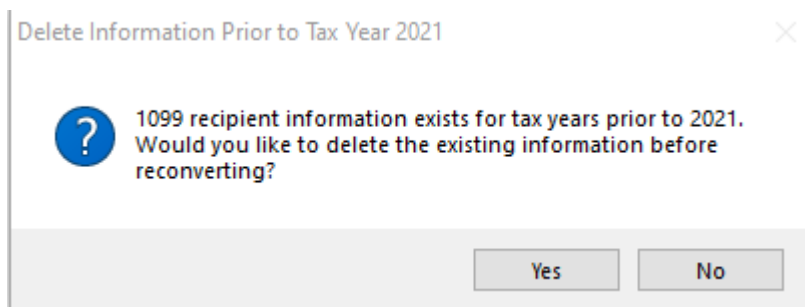 Delete Information Prior to Tax Year 2021
1099 recipient information exists for tax years prior to 2021.
Would you like to delete the existing information before
reconverting?
Yes No